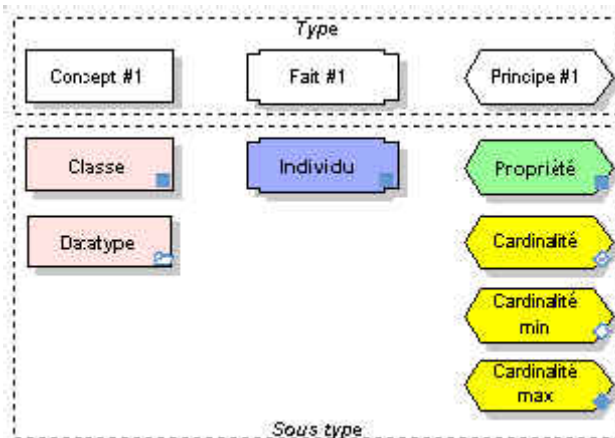 Type
Concept #1
Fait #1
Principe #1
Classe
Individu
Propriété
Datatype
Cardinalité
Cardinalité
min
Cardinalité
max
Sous type